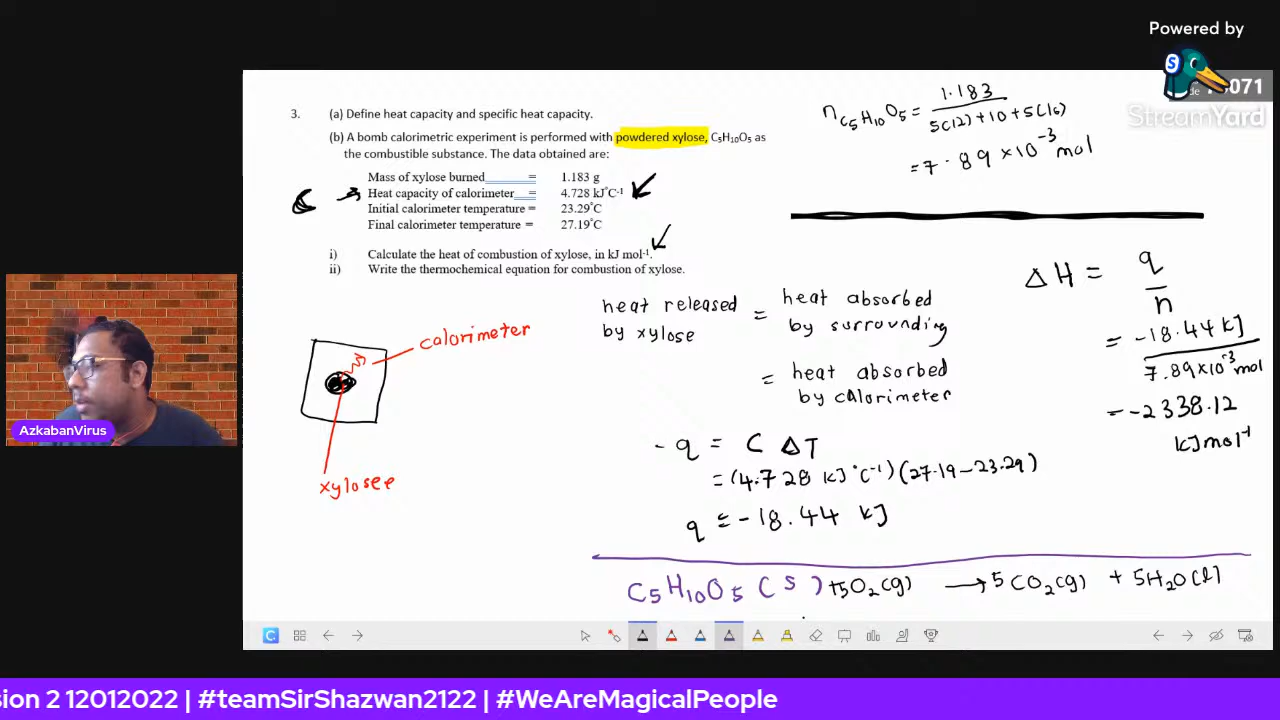 Powered by
S
071
StreamYard
3. (a) Define heat capacity and specific heat capacity.
(b) A bomb calorimetric experiment is performed with powdered xylose, C₅H₁₀O₅ as
the combustible substance. The data obtained are:
Mass of xylose burned = 1.183 g
Heat capacity of calorimeter = 4.728 kJ°C⁻¹
Initial calorimeter temperature = 23.29°C
Final calorimeter temperature = 27.19°C
i) Calculate the heat of combustion of xylose, in kJ mol⁻¹.
ii) Write the thermochemical equation for combustion of xylose.
n C₅H₁₀O₅ = 1.183 / 5(12)+10+5(16)
= 7.89 × 10⁻³ mol
calorimeter
xylosee
heat released by xylose = heat absorbed by surrounding
= heat absorbed by calorimeter
-q = C ΔT
= (4.728 kJ°C⁻¹)(27.19-23.29)
q = -18.44 kJ
ΔH = q / n
= -18.44 kJ / 7.89×10⁻³ mol
= -2338.12
kJmol⁻¹
C₅H₁₀O₅ (s) + 5O₂(g) → 5CO₂(g) + 5H₂O(l)
C
AzkabanVirus
sion 2 12012022 | #teamSirShazwan2122 | #WeAreMagicalPeople